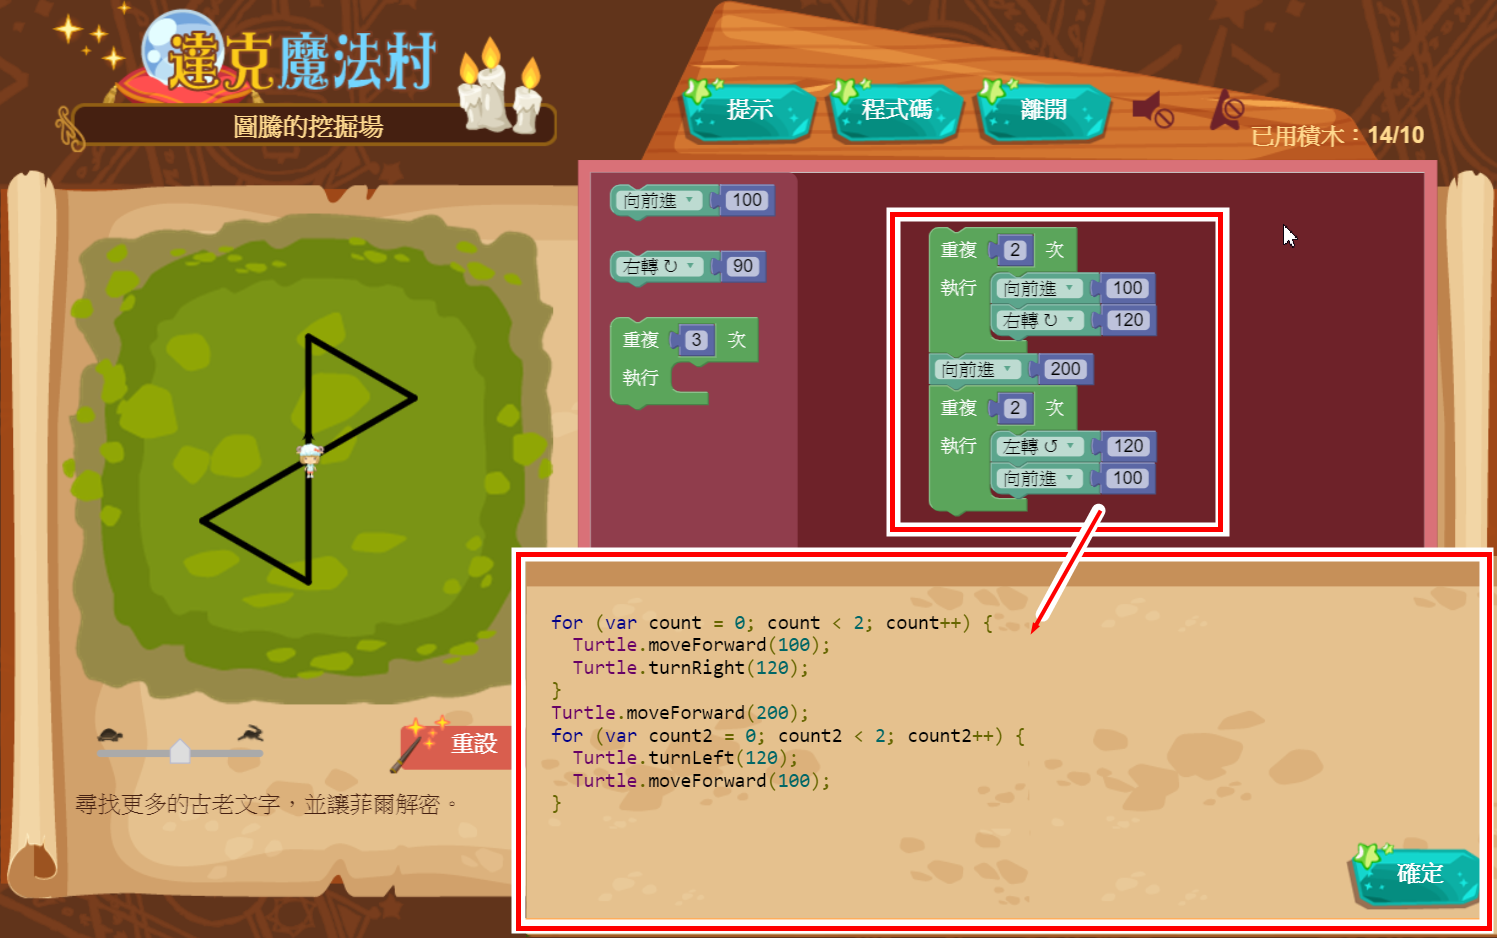 達克魔法村
圖騰的挖掘場
提示
程式碼
離開
已用積木：14/10
向前進 100
右轉 ↻ 90
重複 3 次
執行
重複 2 次
執行 向前進 100
右轉 ↻ 120
向前進 200
重複 2 次
執行 左轉 ↺ 120
向前進 100
重設
尋找更多的古老文字，並讓菲爾解密。
for (var count = 0; count < 2; count++) {
  Turtle.moveForward(100);
  Turtle.turnRight(120);
}
Turtle.moveForward(200);
for (var count2 = 0; count2 < 2; count2++) {
  Turtle.turnLeft(120);
  Turtle.moveForward(100);
}
確定